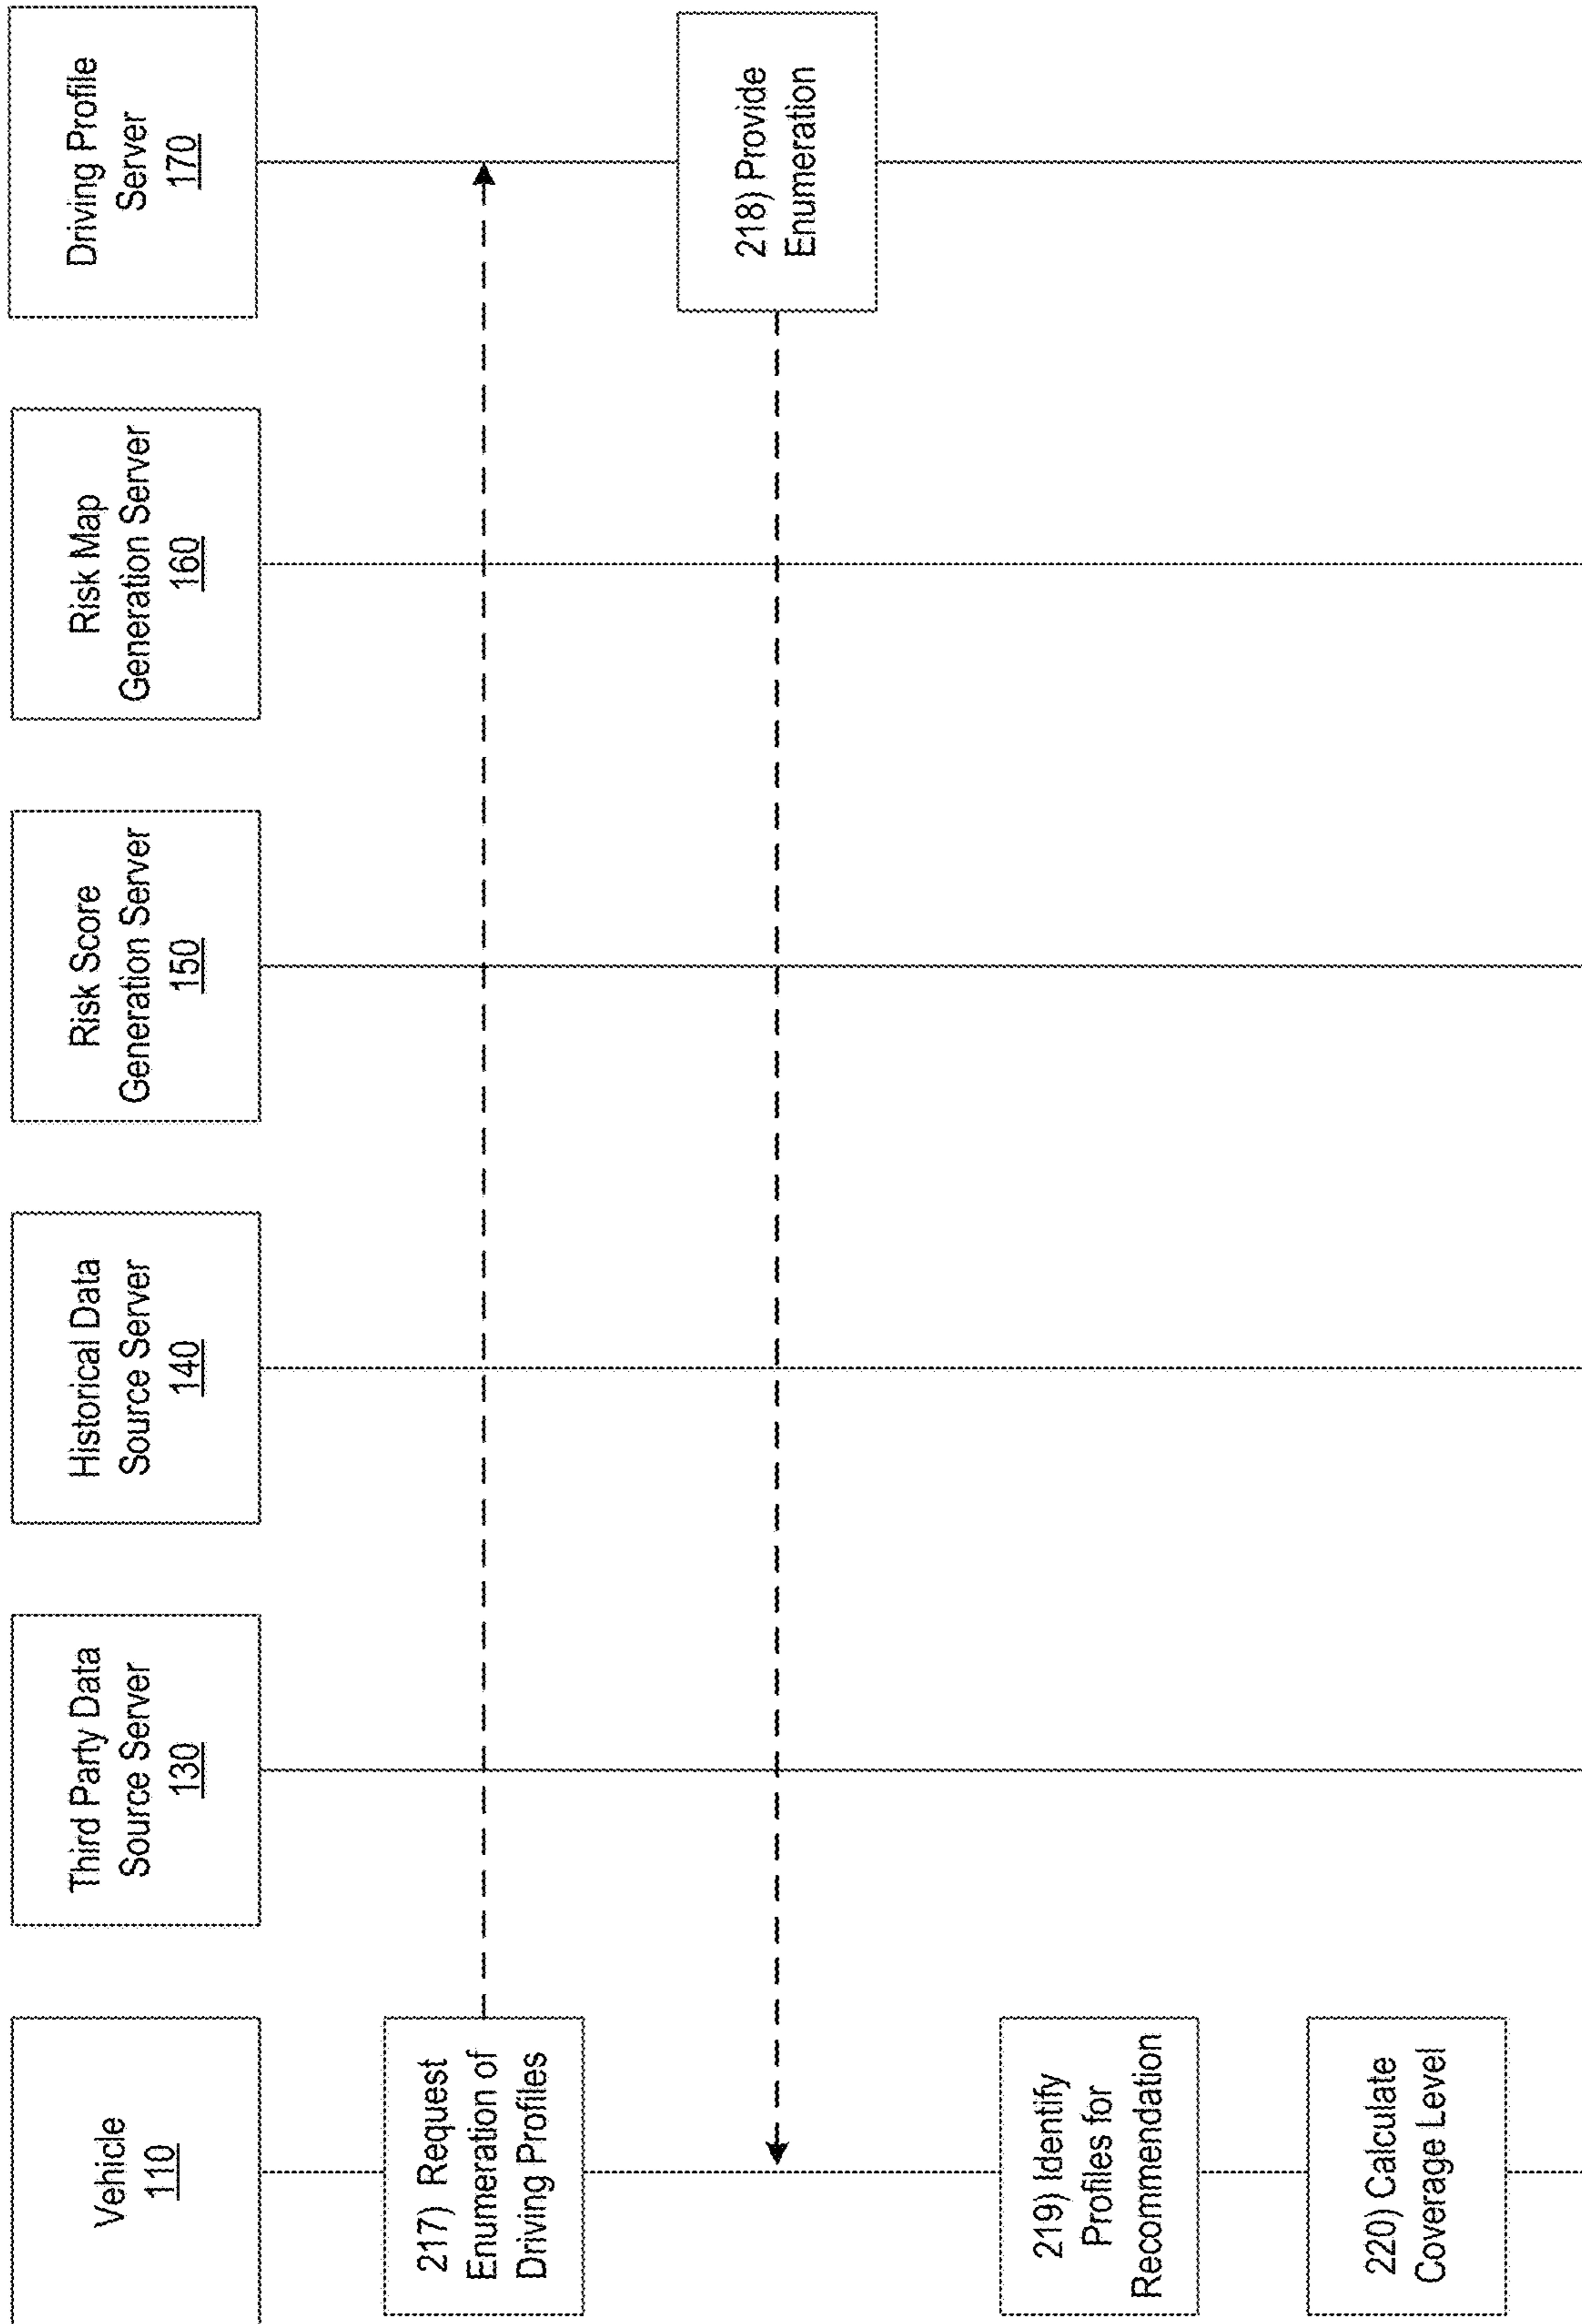 Vehicle
110
Third Party Data
Source Server
130
Historical Data
Source Server
140
Risk Score
Generation Server
150
Risk Map
Generation Server
160
Driving Profile
Server
170
217) Request
Enumeration of
Driving Profiles
218) Provide
Enumeration
219) Identify
Profiles for
Recommendation
220) Calculate
Coverage Level